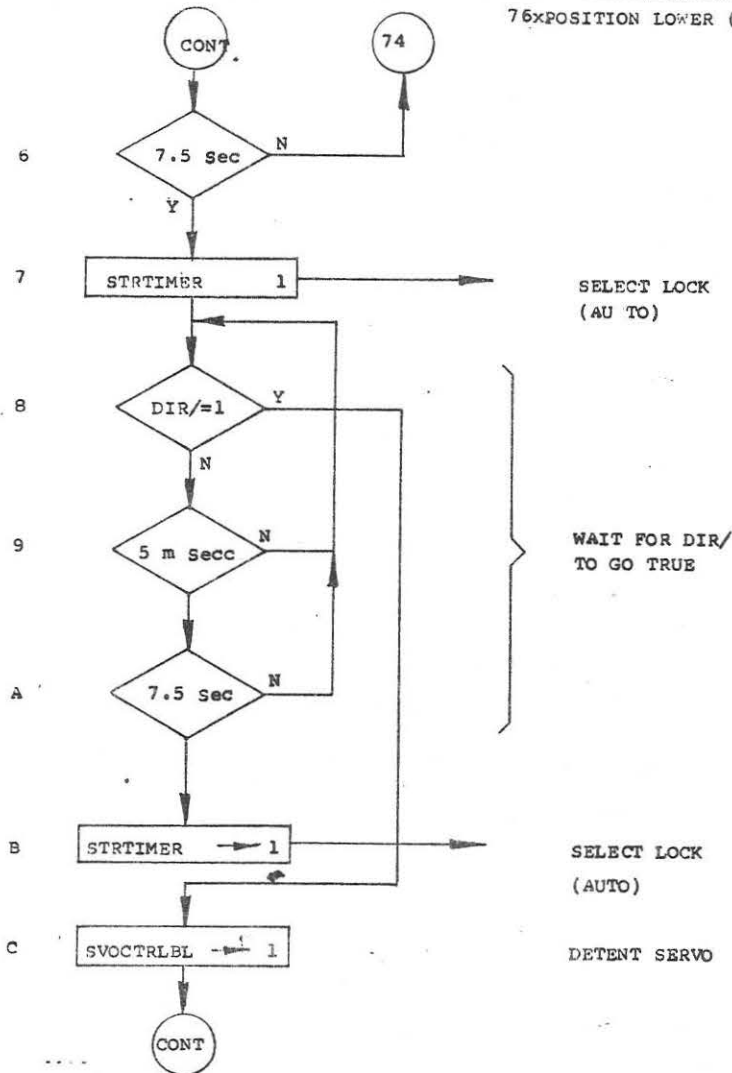 76xPOSITION LOWER (
CONT
74
6
7.5 Sec
N
Y
7
STRTIMER 1
SELECT LOCK
(AU TO)
8
DIR/=1
Y
N
9
5 m Secc
N
WAIT FOR DIR/
TO GO TRUE
A
7.5 Sec
N
B
STRTIMER → 1
SELECT LOCK
(AUTO)
C
SVOCTRLBL → 1
DETENT SERVO
CONT